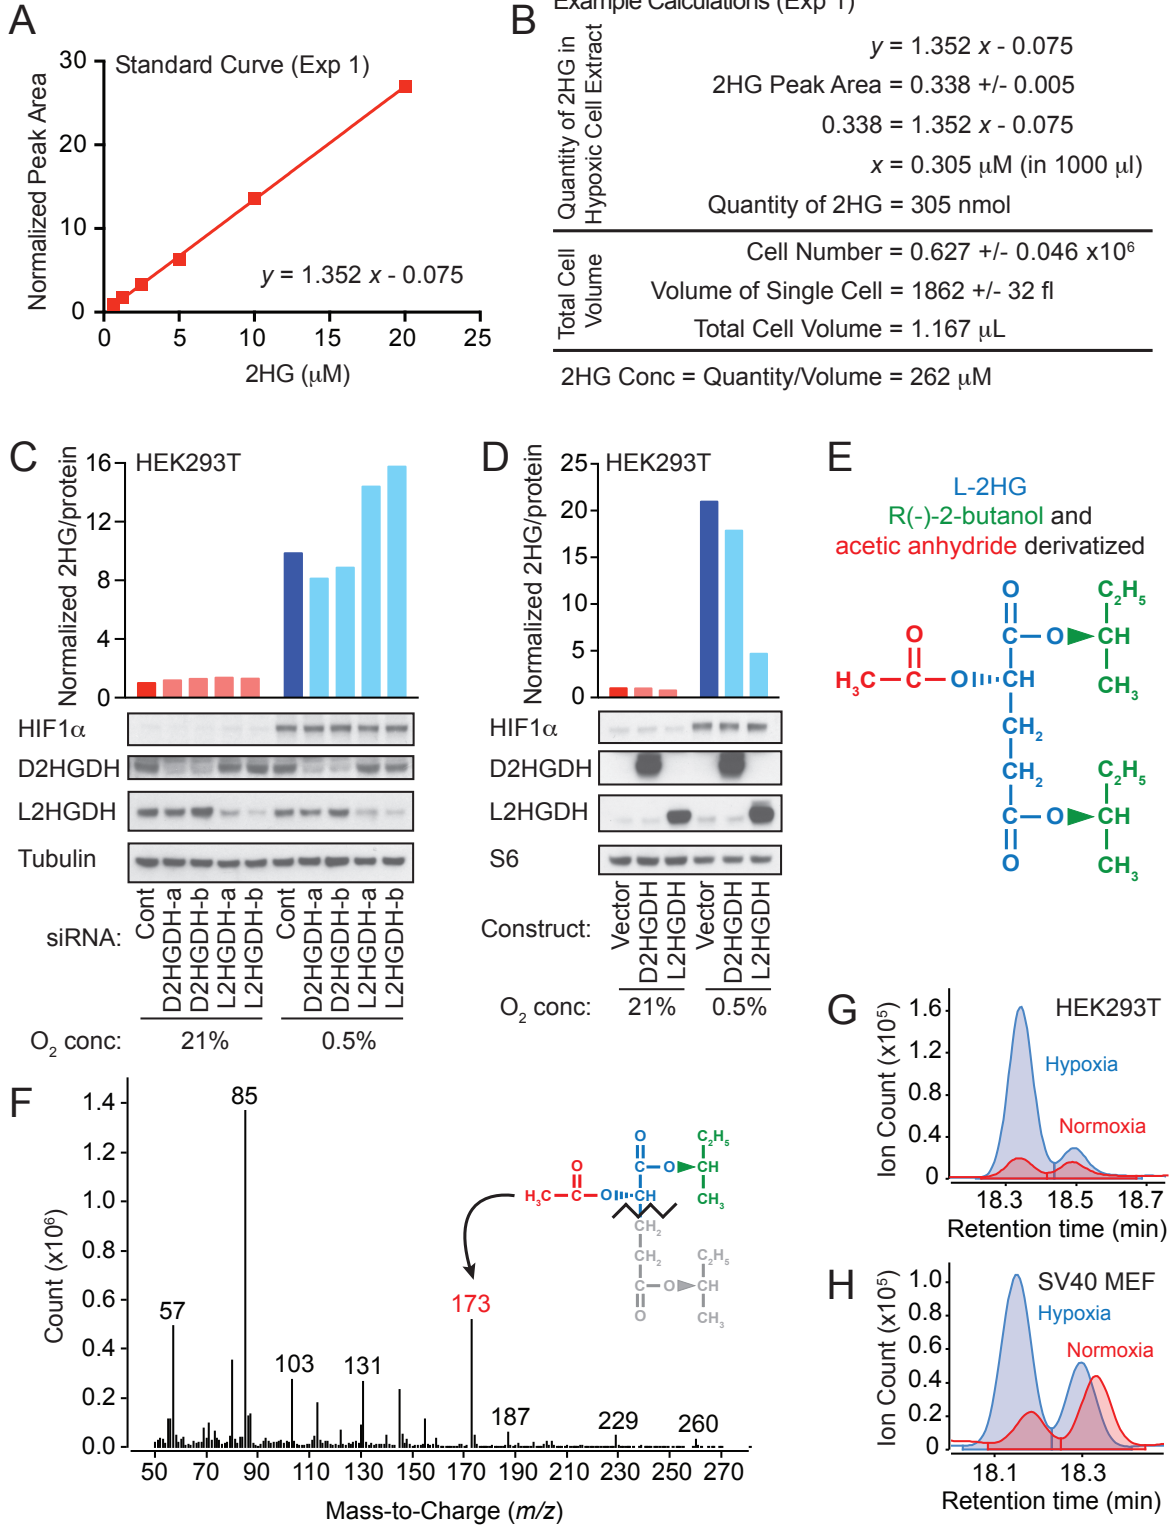 A
Standard Curve (Exp 1)
Normalized Peak Area
30
20
10
0
y = 1.352 x - 0.075
0 5 10 15 20 25
2HG (μM)
B
Example Calculations (Exp 1)
Quantity of 2HG in
Hypoxic Cell Extract
y = 1.352 x - 0.075
2HG Peak Area = 0.338 +/- 0.005
0.338 = 1.352 x - 0.075
x = 0.305 μM (in 1000 μl)
Quantity of 2HG = 305 nmol
Total Cell
Volume
Cell Number = 0.627 +/- 0.046 x10⁶
Volume of Single Cell = 1862 +/- 32 fl
Total Cell Volume = 1.167 μL
2HG Conc = Quantity/Volume = 262 μM
C
HEK293T
Normalized 2HG/protein
16
12
8
4
0
HIF1α
D2HGDH
L2HGDH
Tubulin
siRNA:
Cont
D2HGDH-a
D2HGDH-b
L2HGDH-a
L2HGDH-b
Cont
D2HGDH-a
D2HGDH-b
L2HGDH-a
L2HGDH-b
O₂ conc: 21% 0.5%
D
HEK293T
Normalized 2HG/protein
25
20
15
10
5
0
HIF1α
D2HGDH
L2HGDH
S6
Construct:
Vector
D2HGDH
L2HGDH
Vector
D2HGDH
L2HGDH
O₂ conc: 21% 0.5%
E
L-2HG
R(-)-2-butanol and
acetic anhydride derivatized
O C₂H₅
O C O CH
H₃C C O CH CH₃
CH₂
CH₂ C₂H₅
C O CH
O CH₃
F
Count (x10⁶)
1.4
1.2
1.0
0.8
0.6
0.4
0.2
0.0
57
85
103
131
173
187
229
260
O C₂H₅
O C O CH
H₃C C O CH CH₃
CH₂
CH₂ C₂H₅
C O CH
O CH₃
50 70 90 110 130 150 170 190 210 230 250 270
Mass-to-Charge (m/z)
G
HEK293T
Ion Count (x10⁵)
1.6
1.2
0.8
0.4
0
Hypoxia
Normoxia
18.3 18.5 18.7
Retention time (min)
H
SV40 MEF
Ion Count (x10⁵)
1.0
0.8
0.6
0.4
0.2
0
Hypoxia
Normoxia
18.1 18.3
Retention time (min)